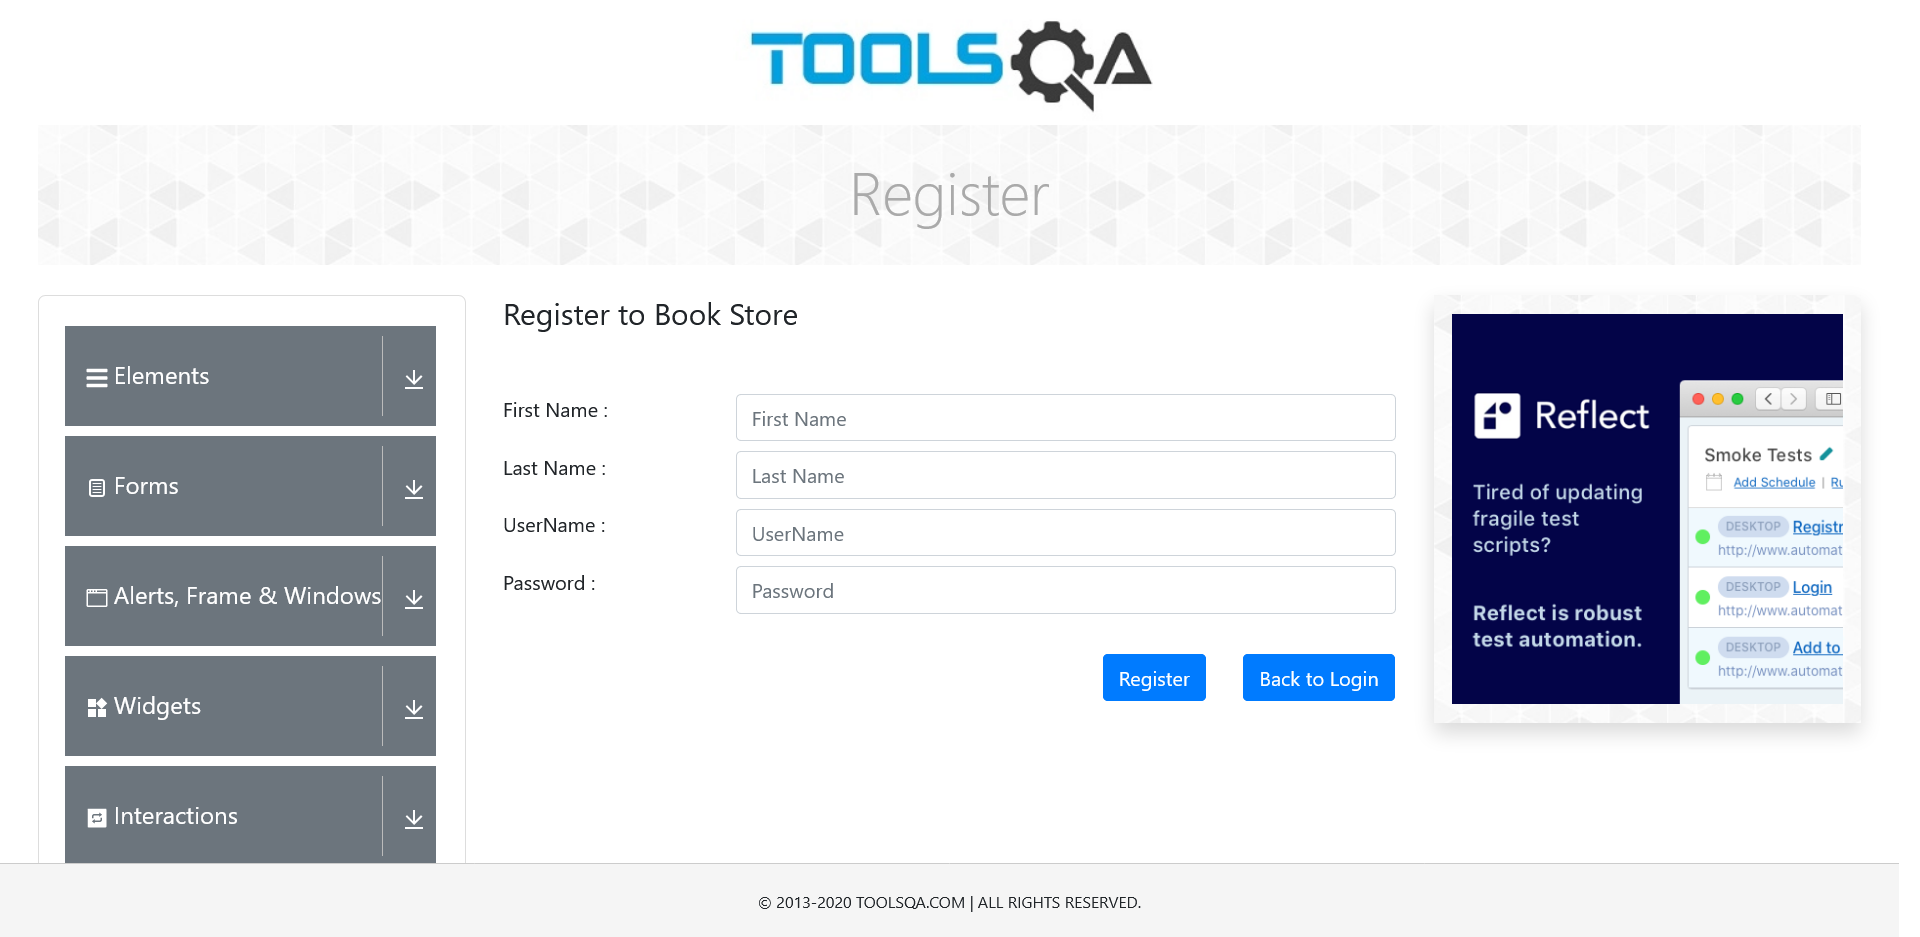 TOOLSQA
Register
Elements
Forms
Alerts, Frame & Windows
Widgets
Interactions
Register to Book Store
First Name :
First Name
Last Name :
Last Name
UserName :
UserName
Password :
Password
Register
Back to Login
Reflect
Tired of updating
fragile test
scripts?
Reflect is robust
test automation.
Smoke Tests
Add Schedule |
DESKTOP
http://www.automat
DESKTOP Login
http://www.automat
DESKTOP Add to
http://www.automat
© 2013-2020 TOOLSQA.COM | ALL RIGHTS RESERVED.